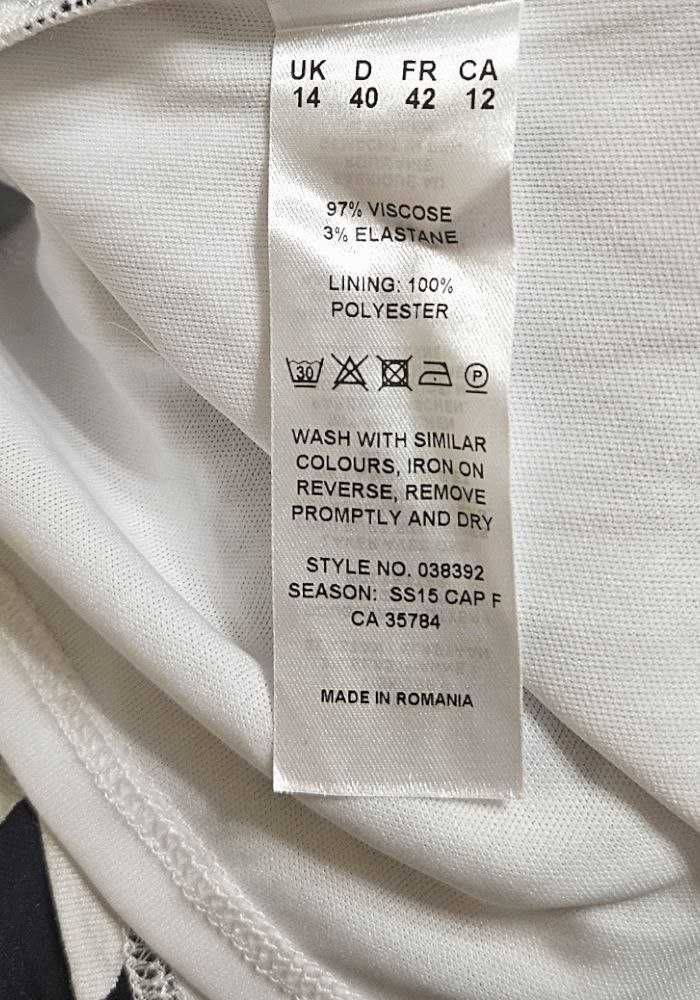 UK D FR CA
14 40 42 12
97% VISCOSE
3% ELASTANE
LINING: 100%
POLYESTER
30 P
WASH WITH SIMILAR
COLOURS, IRON ON
REVERSE, REMOVE
PROMPTLY AND DRY
STYLE NO. 038392
SEASON: SS15 CAP F
CA 35784
MADE IN ROMANIA